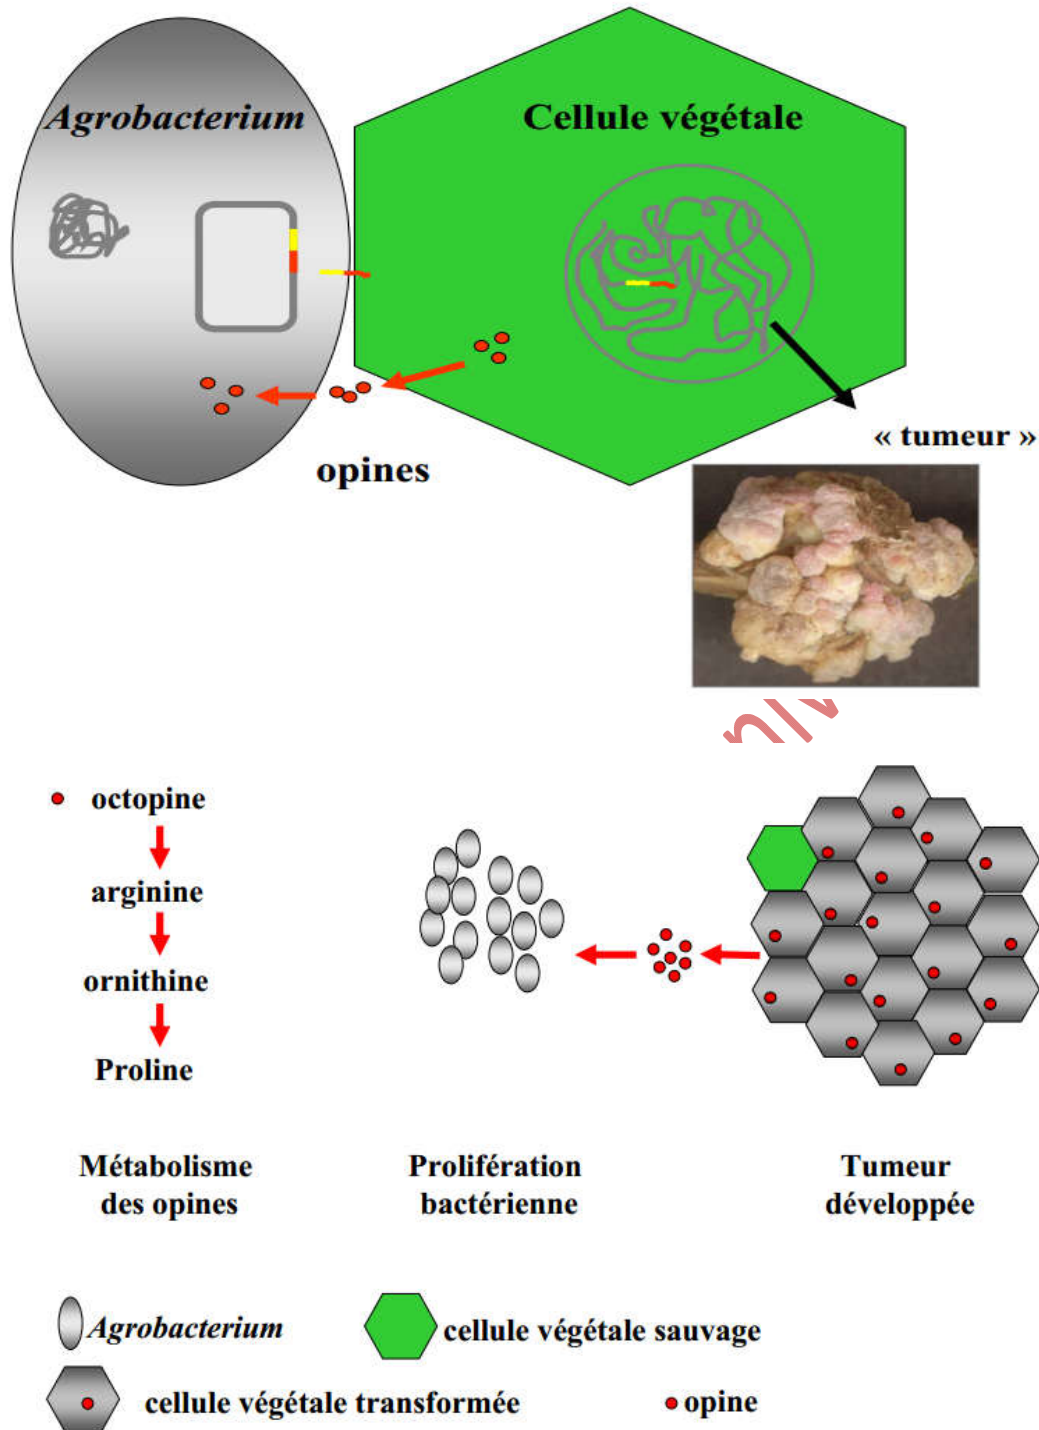 Agrobacterium
Cellule végétale
« tumeur »
opines
octopine
arginine
ornithine
Proline
Métabolisme
des opines
Prolifération
bactérienne
Tumeur
développée
Agrobacterium
cellule végétale sauvage
cellule végétale transformée
opine